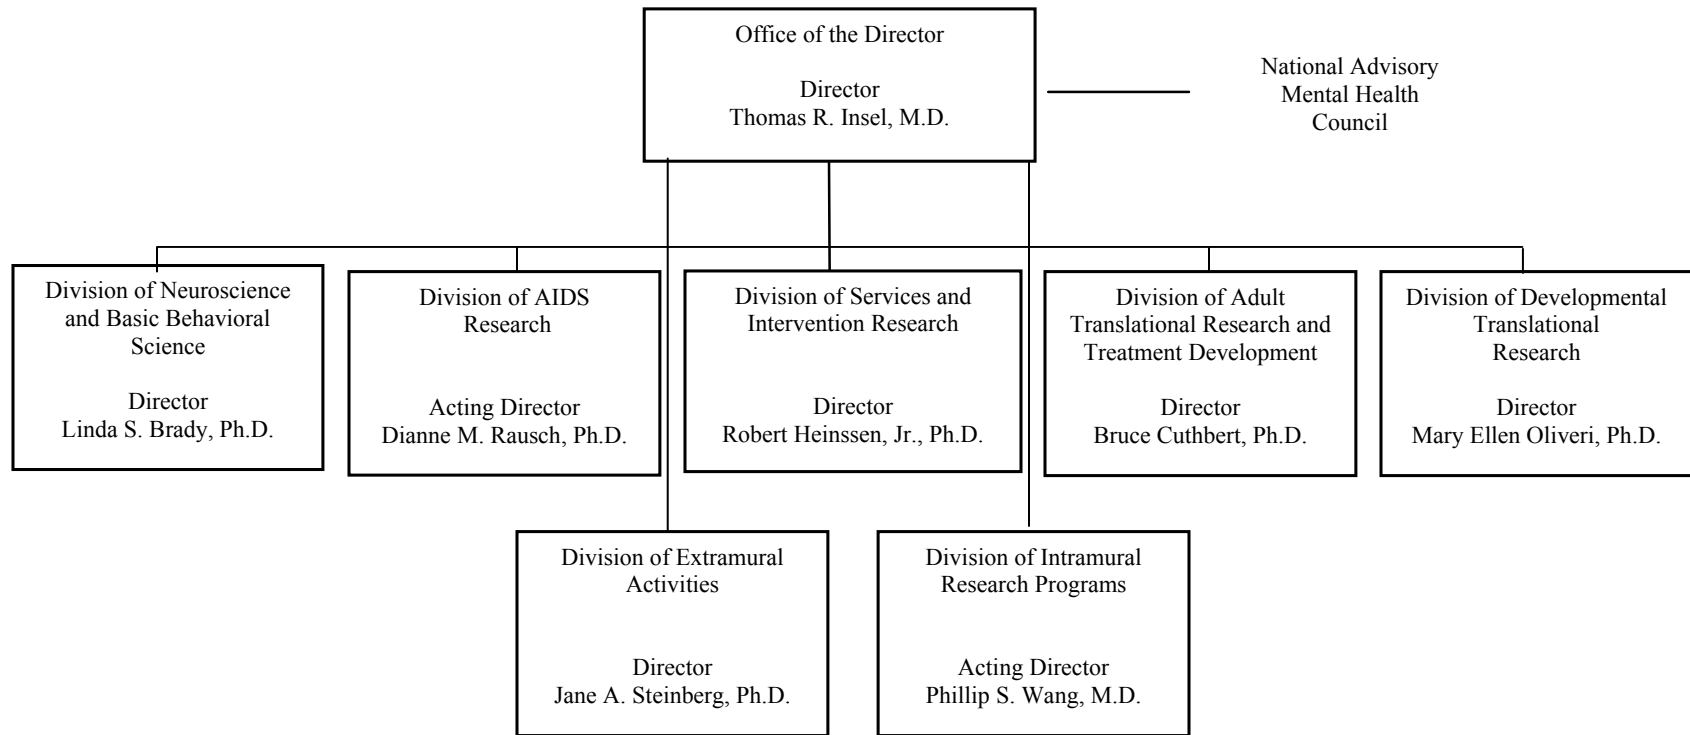 Office of the Director
Director
Thomas R. Insel, M.D.
National Advisory
Mental Health
Council
Division of Neuroscience
and Basic Behavioral
Science
Director
Linda S. Brady, Ph.D.
Division of AIDS
Research
Acting Director
Dianne M. Rausch, Ph.D.
Division of Services and
Intervention Research
Director
Robert Heinssen, Jr., Ph.D.
Division of Adult
Translational Research and
Treatment Development
Director
Bruce Cuthbert, Ph.D.
Division of Developmental
Translational
Research
Director
Mary Ellen Oliveri, Ph.D.
Division of Extramural
Activities
Director
Jane A. Steinberg, Ph.D.
Division of Intramural
Research Programs
Acting Director
Phillip S. Wang, M.D.